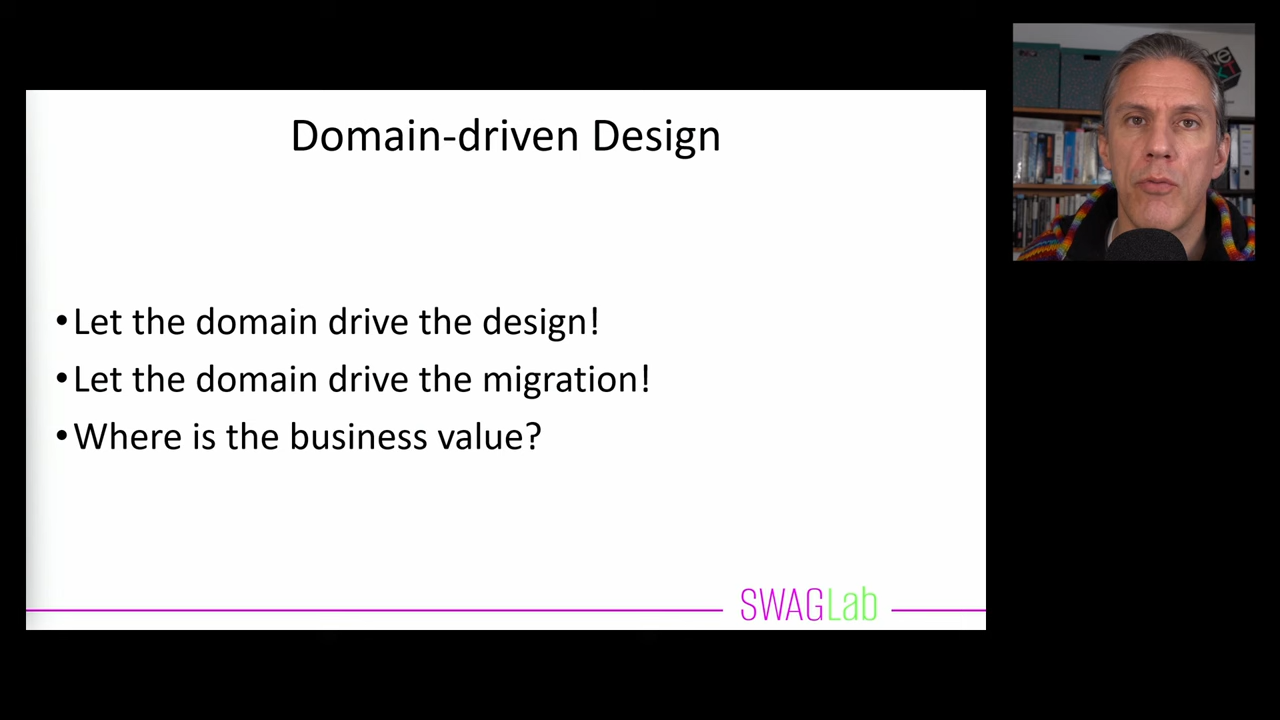 Domain-driven Design
•Let the domain drive the design!
•Let the domain drive the migration!
•Where is the business value?
SWAGLab